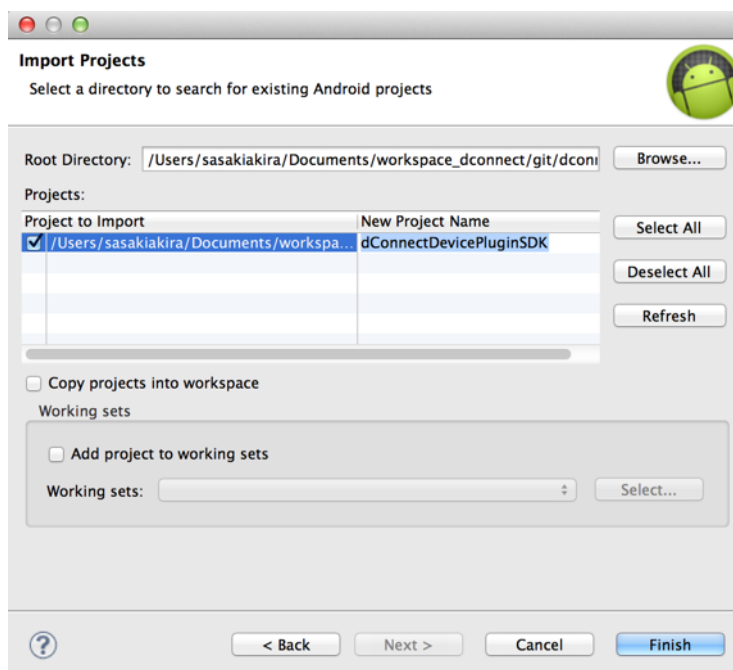 Import Projects
Select a directory to search for existing Android projects
Root Directory: /Users/sasakiakira/Documents/workspace_dconnect/git/dconn Browse...
Projects:
Project to Import New Project Name
/Users/sasakiakira/Documents/workspa... dConnectDevicePluginSDK
Select All
Deselect All
Refresh
Copy projects into workspace
Working sets
Add project to working sets
Working sets: Select...
? < Back Next > Cancel Finish